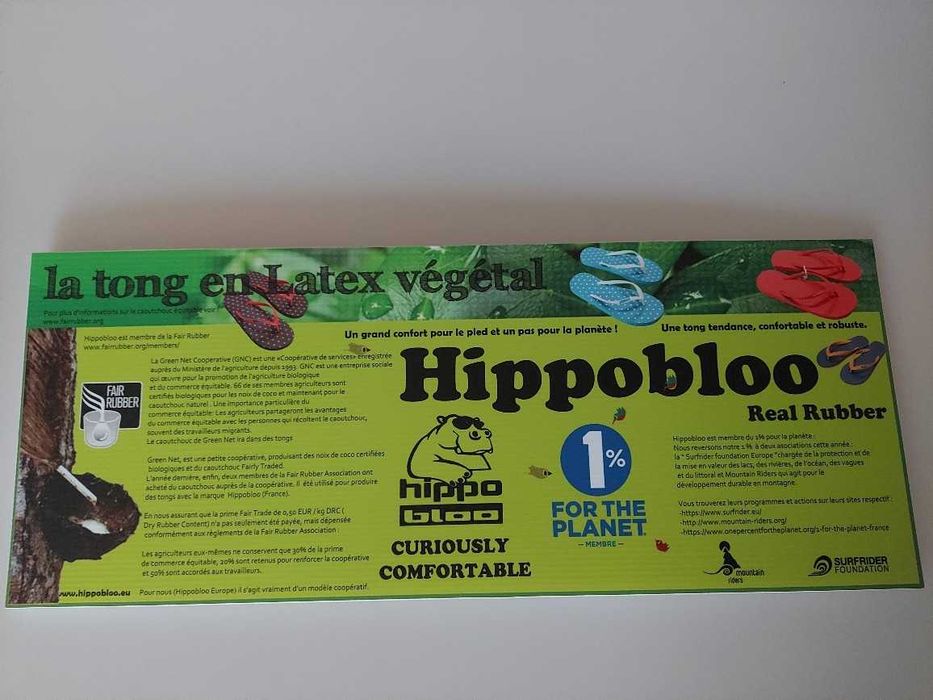 la tong en Latex végétal
Pour plus d'informations sur le caoutchouc équitable voir :
www.fairrubber.org
Hippobloo est membre de la Fair Rubber
www.fairrubber.org/members/
Un grand confort pour le pied et un pas pour la planète !
Une tong tendance, confortable et robuste.
La Green Net Cooperative (GNC) est une «Coopérative de services» enregistrée
auprès du Ministère de l'agriculture depuis 1993. GNC est une entreprise sociale
qui œuvre pour la promotion de l'agriculture biologique
et du commerce équitable. 66 de ses membres agriculteurs sont
certifiés biologiques pour les noix de coco et maintenant pour le
caoutchouc naturel . Une importance particulière du
commerce équitable: Les agriculteurs partageront les avantages
du commerce équitable avec les personnes qui récoltent le caoutchouc,
souvent des travailleurs migrants.
Le caoutchouc de Green Net ira dans des tongs
FAIR
RUBBER
Green Net, est une petite coopérative, produisant des noix de coco certifiées
biologiques et du caoutchouc Fairly Traded.
L'année dernière, enfin, deux membres de la Fair Rubber Association ont
acheté du caoutchouc auprès de la coopérative. Il été utilisé pour produire
des tongs avec la marque Hippobloo (France).
En nous assurant que la prime Fair Trade de 0,50 EUR / kg DRC (
Dry Rubber Content) n'a pas seulement été payée, mais dépensée
conformément aux règlements de la Fair Rubber Association :
Les agriculteurs eux-mêmes ne conservent que 30% de la prime
de commerce équitable, 20% sont retenus pour renforcer la coopérative
et 50% sont accordés aux travailleurs.
www.hippobloo.eu
Pour nous (Hippobloo Europe) il s'agit vraiment d'un modèle coopératif.
Hippobloo
Real Rubber
hippo
bloo
CURIOUSLY
COMFORTABLE
1%
FOR THE
PLANET
MEMBRE
Hippobloo est membre du 1% pour la planète :
Nous reversons notre 1 % à deux associations cette année :
la " Surfrider foundation Europe "chargée de la protection et de
la mise en valeur des lacs, des rivières, de l'océan, des vagues
et du littoral et Mountain Riders qui agit pour le
développement durable en montagne.
Vous trouverez leurs programmes et actions sur leurs sites respectif :
-https://www.surfrider.eu/
-http://www.mountain-riders.org/
-https://www.onepercentfortheplanet.org/1-for-the-planet-france
mountain
riders
SURFRIDER
FOUNDATION